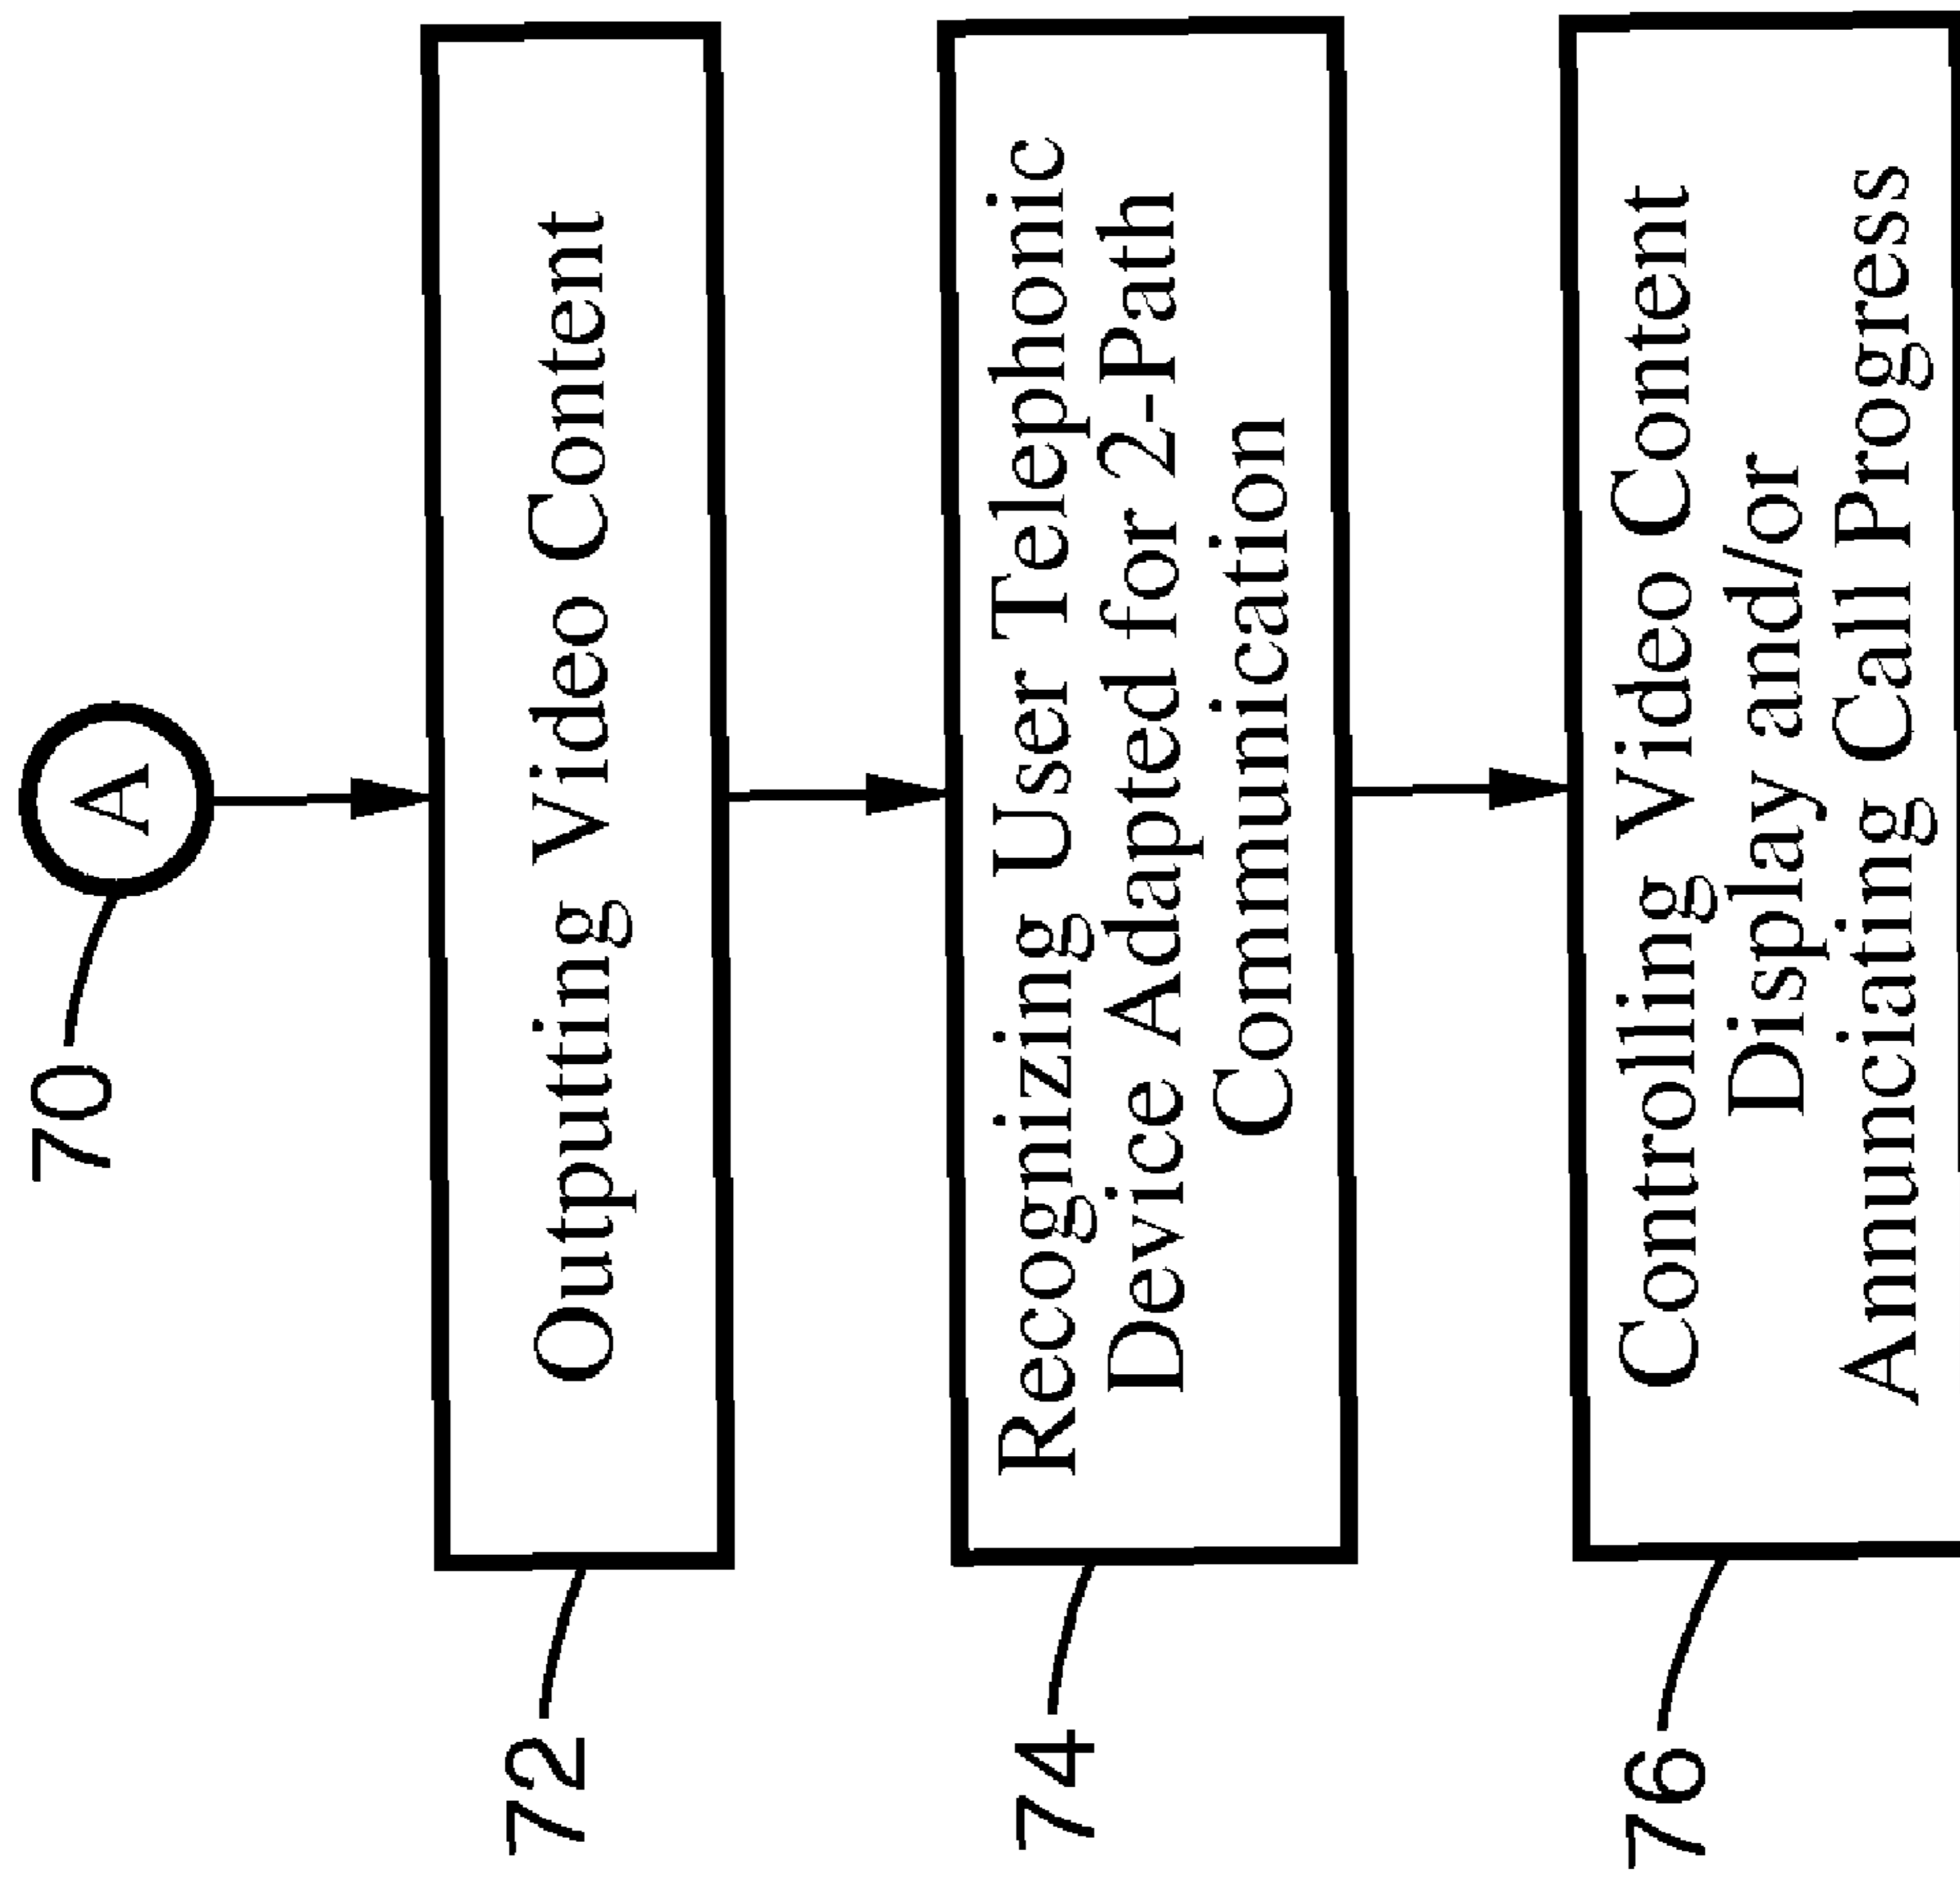 70
A
72
Outputting Video Content
74
Recognizing User Telephonic
Device Adapted for 2-Path
Communication
76
Controlling Video Content
Display and/or
Annunciating Call Progress